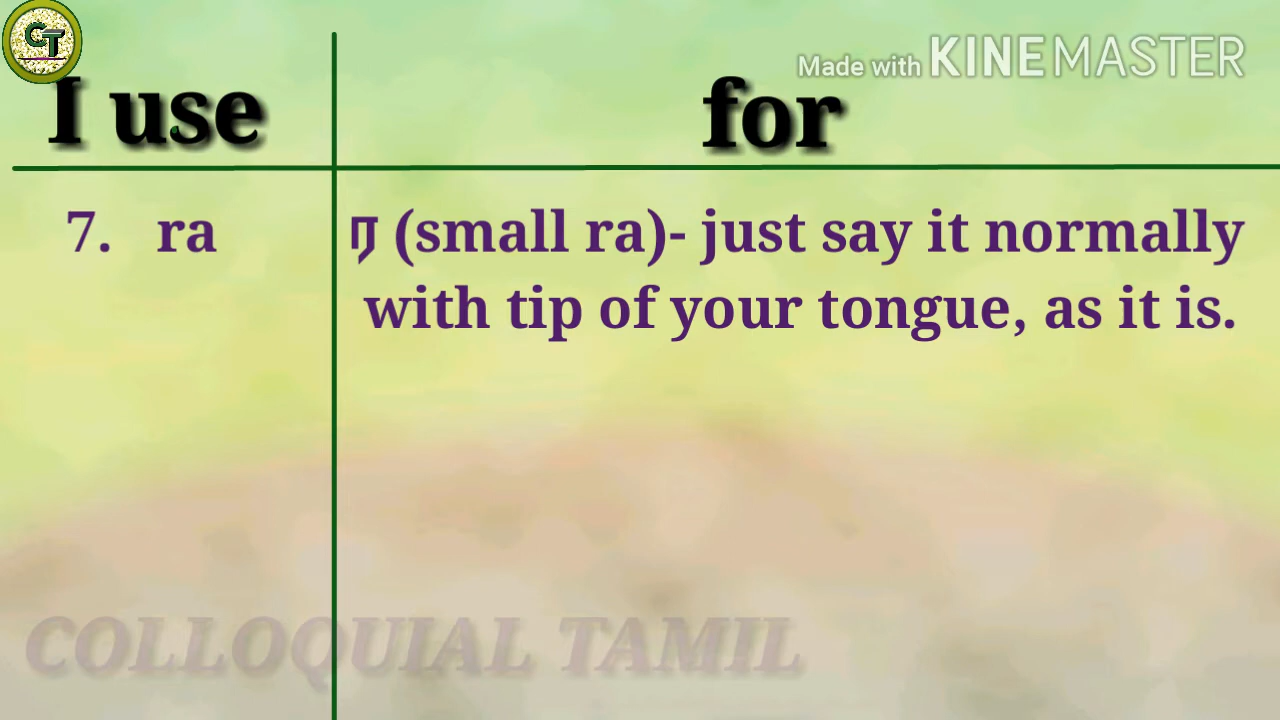 CT
Made with KINEMASTER
I use for
7. ra ர (small ra)- just say it normally
with tip of your tongue, as it is.
COLLOQUIAL TAMIL